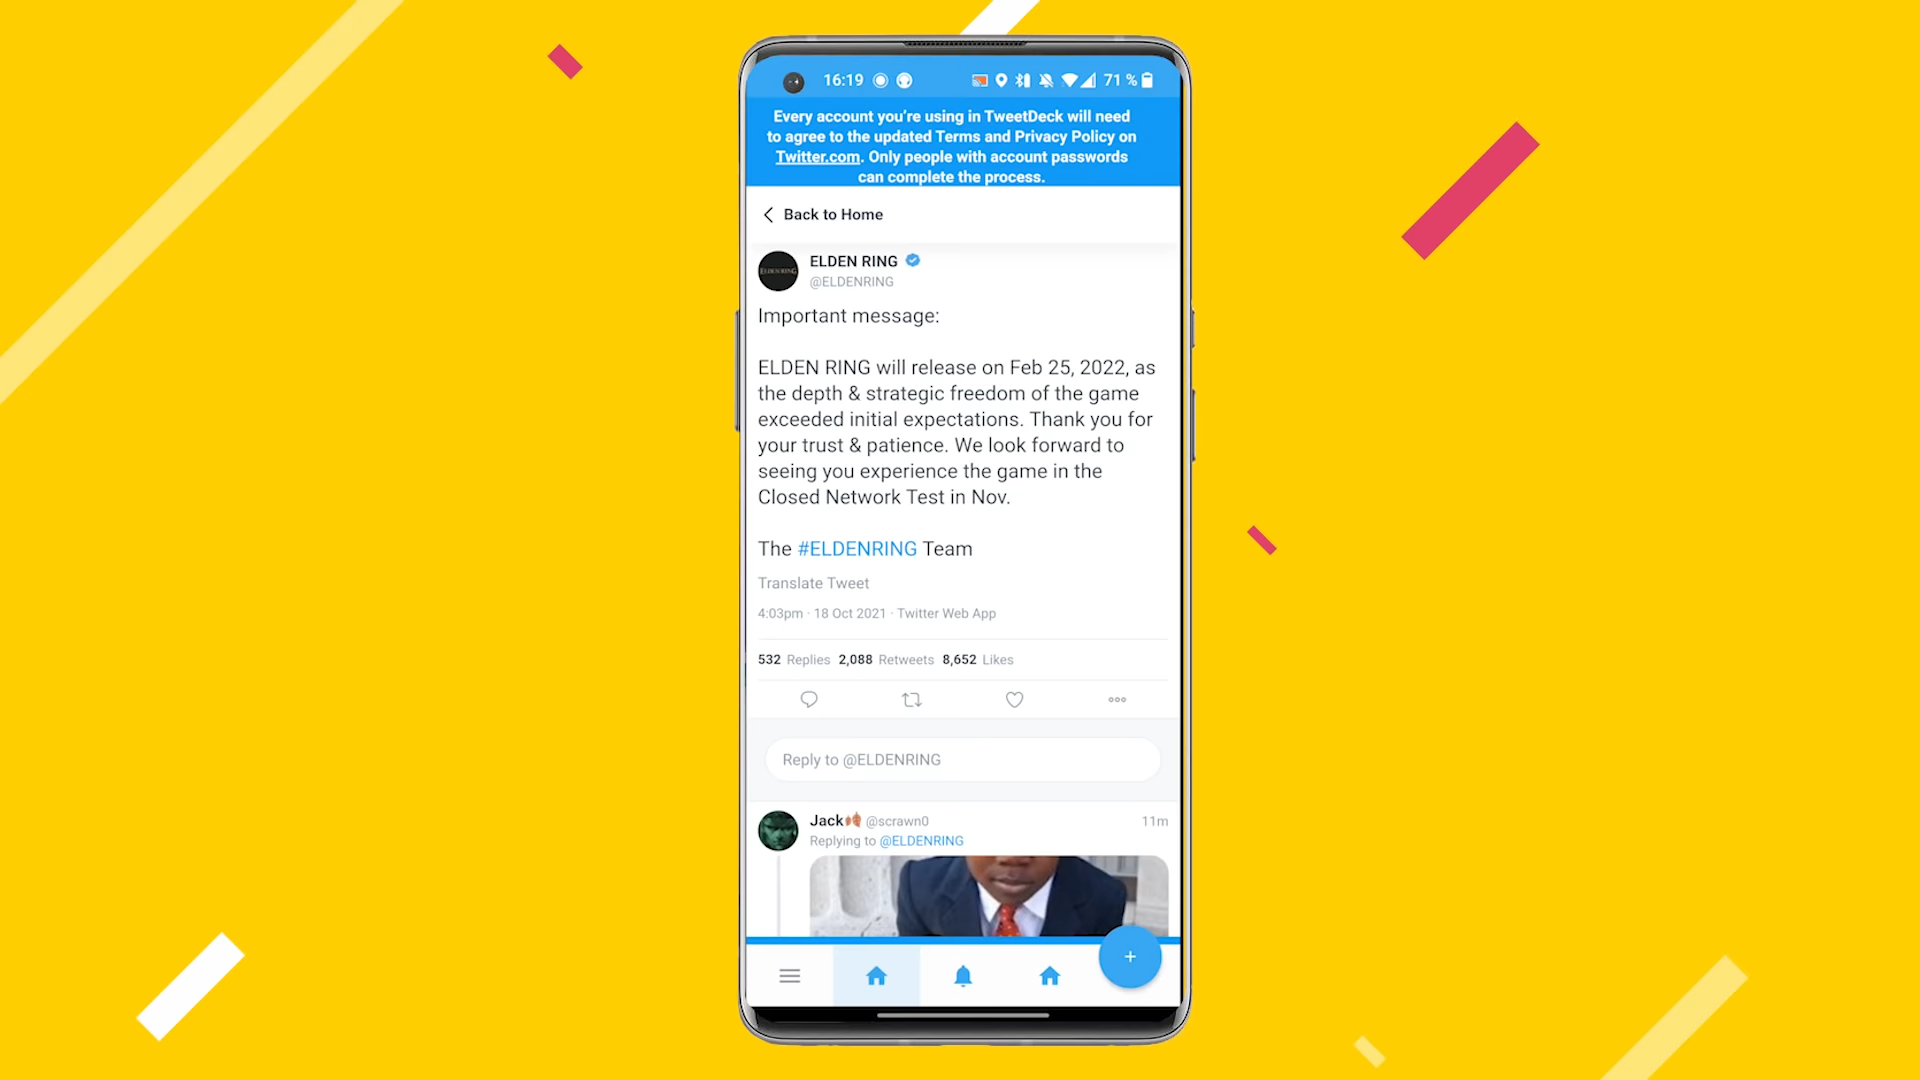 16:19 71 %
Every account you're using in TweetDeck will need
to agree to the updated Terms and Privacy Policy on
Twitter.com. Only people with account passwords
can complete the process.
Back to Home
ELDEN RING
ELDEN RING
@ELDENRING
Important message:
ELDEN RING will release on Feb 25, 2022, as
the depth & strategic freedom of the game
exceeded initial expectations. Thank you for
your trust & patience. We look forward to
seeing you experience the game in the
Closed Network Test in Nov.
The #ELDENRING Team
Translate Tweet
4:03pm · 18 Oct 2021 · Twitter Web App
532 Replies 2,088 Retweets 8,652 Likes
Reply to @ELDENRING
Jack🍂 @scrawn0 11m
Replying to @ELDENRING